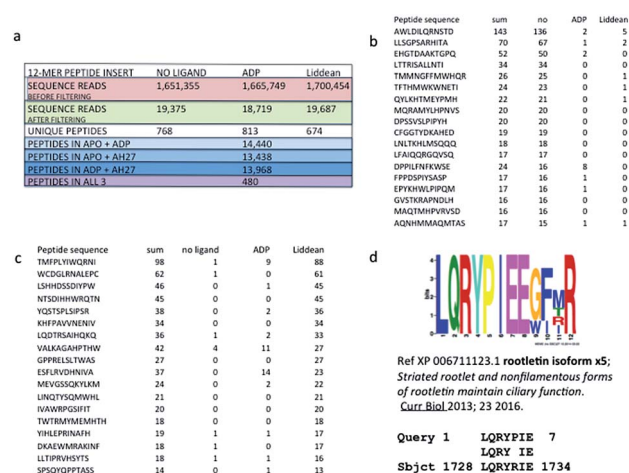 a
12-MER PEPTIDE INSERT NO LIGAND ADP Liddean
SEQUENCE READS 1,651,355 1,665,749 1,700,454
BEFORE FILTERING
SEQUENCE READS 19,375 18,719 19,687
AFTER FILTERING
UNIQUE PEPTIDES 768 813 674
PEPTIDES IN APO + ADP 14,440
PEPTIDES IN APO + AH27 13,438
PEPTIDES IN ADP + AH27 13,968
PEPTIDES IN ALL 3 480
b
Peptide sequence sum no ADP Liddean
AWLDILQRNSTD 143 136 2 5
LLSGPSARHITA 70 67 1 2
EHGTDAAKTGPQ 52 50 2 0
LTTRISALLNTI 34 34 0 0
TMMNGFFMWHQR 26 25 0 1
TFTHMWKWNETI 24 23 0 1
QYLKHTMEYPMH 22 21 0 1
MQRAMYLHPNVS 20 20 0 0
DPSSVSLPIPYH 20 20 0 0
CFGGTYDKAHED 19 19 0 0
LNLTKHLMSQQQ 18 18 0 0
LFAIQQRGQVSQ 17 17 0 0
DPPILFNFKWSE 24 16 8 0
FPPDSPIYSASP 17 16 1 0
EPYKHWLPIPQM 17 16 1 0
GVSTKRAPNDLH 16 16 0 0
MAQTMHPVRVSD 16 16 0 0
AQNHMMAQMTAS 17 15 1 1
c
Peptide sequence sum no ligand ADP Liddean
TMFPLYIWQRNI 98 1 9 88
WCDGLRNALEPC 62 1 0 61
LSHHDSSDIYPW 46 0 1 45
NTSDIHHWRQTN 45 0 0 45
YQSTSPLSIPSR 38 0 2 36
KHFPAVVNENIV 34 0 0 34
LQDTRSAIHQKQ 36 1 2 33
VALKAGAHPTHW 42 4 11 27
GPPRELSLTWAS 27 0 0 27
ESFLRVDHNIVA 37 0 14 23
MEVGSSQKYLKM 24 0 2 22
LINQTYSQMWHL 21 0 0 21
IVAWRPGSIFIT 20 0 0 20
TWTRMYMEMHTH 18 0 0 18
YIHLEPRINAFH 19 1 1 17
DKAEWMRAKINF 18 1 0 17
LLTIPRVHSYTS 18 1 1 16
SPSQYQPPTASS 14 0 1 13
d
bits
LQRYPIEEGFMR
Ref XP 006711123.1 rootletin isoform x5;
Striated rootlet and nonfilamentous forms
of rootletin maintain ciliary function.
Curr Biol 2013; 23 2016.
Query 1 LQRYPIE 7
LQRY IE
Sbjct 1728 LQRYRIE 1734